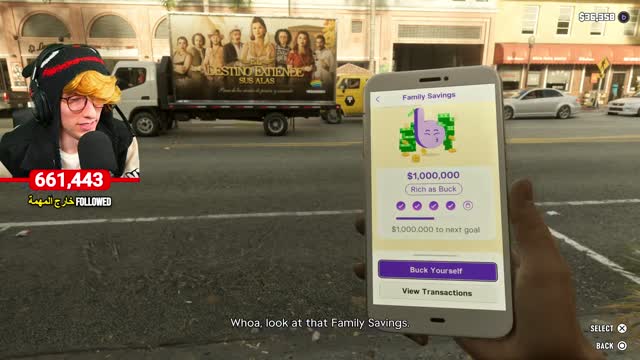 $36,358
DESTINO EXTIENDE
SUS ALAS
Family Savings
$1,000,000
Rich as Buck
$1,000,000 to next goal
Buck Yourself
View Transactions
661,443
خارج المهمة FOLLOWED
Whoa, look at that Family Savings.
SELECT
BACK